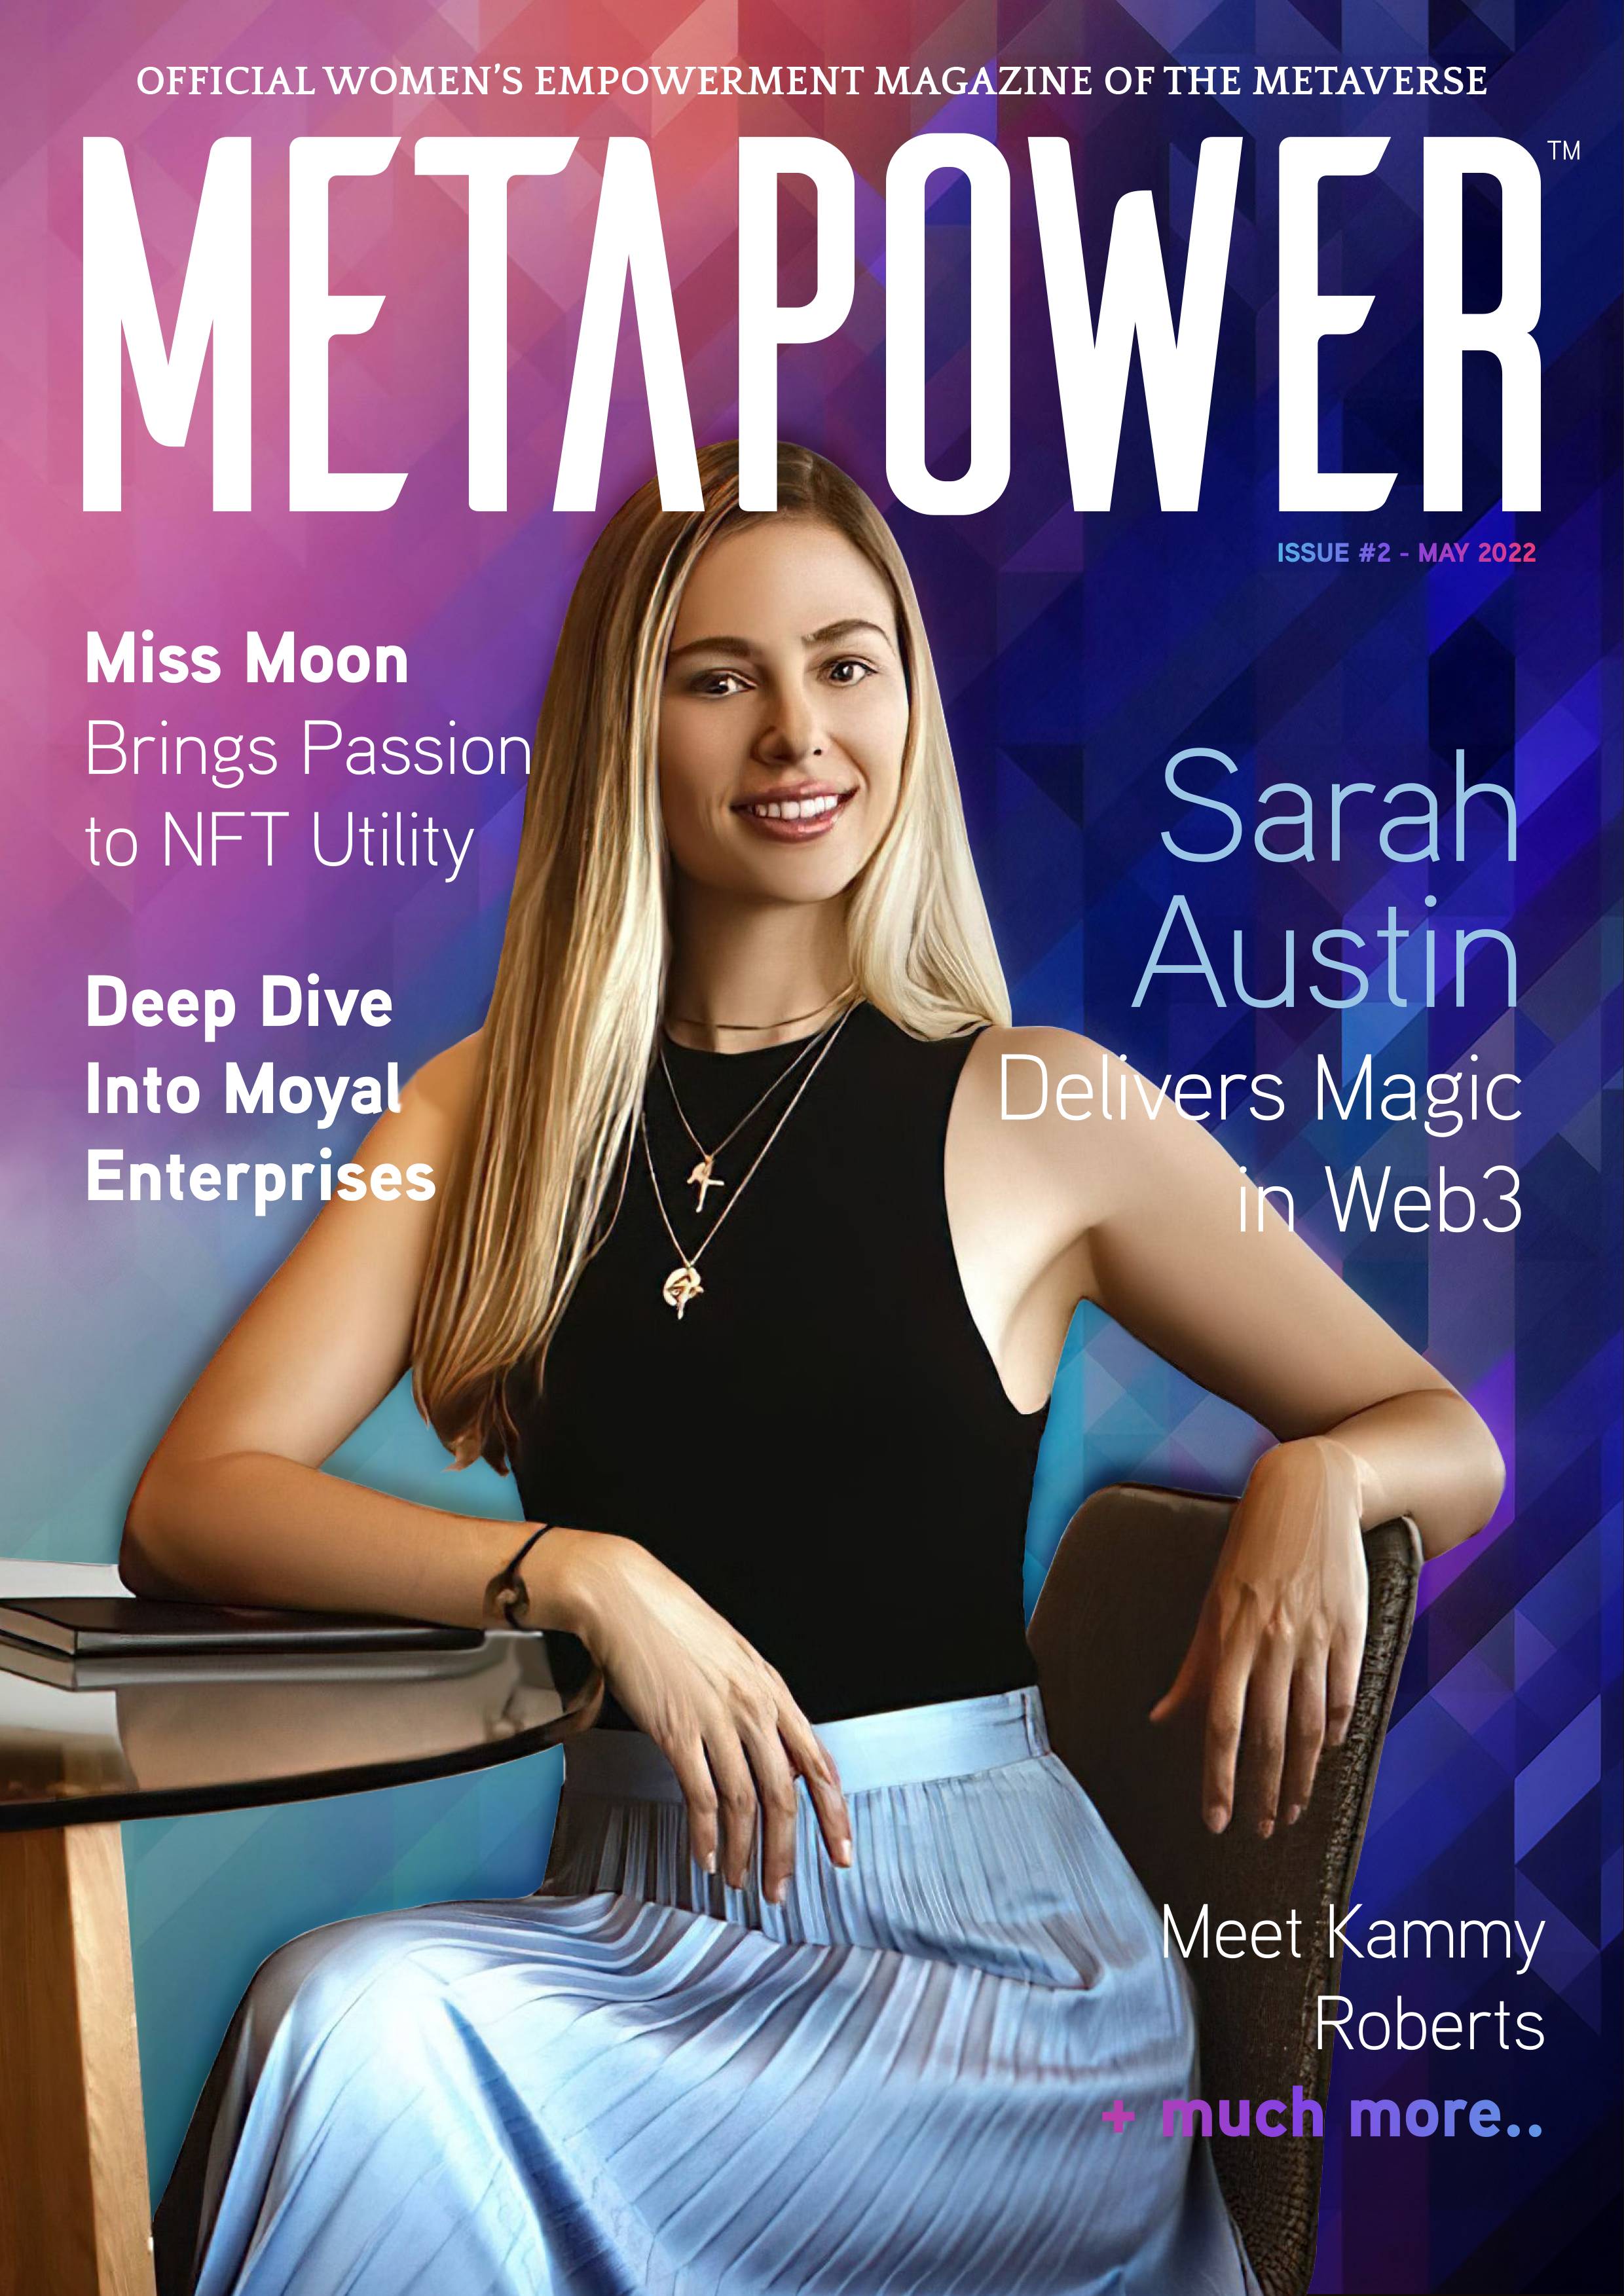 OFFICIAL WOMEN’S EMPOWERMENT MAGAZINE OF THE METAVERSE
METAPOWER™
ISSUE #2 - MAY 2022
Miss Moon
Brings Passion
to NFT Utility
Deep Dive
Into Moyal
Enterprises
Sarah
Austin
Delivers Magic
in Web3
Meet Kammy
Roberts
+ much more..